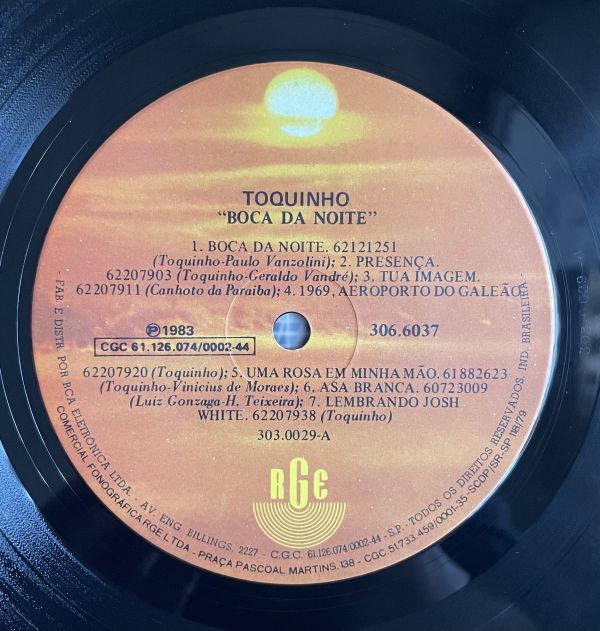 TOQUINHO
"BOCA DA NOITE"
1. BOCA DA NOITE. 62121251
(Toquinho-Paulo Vanzolini); 2. PRESENÇA.
62207903 (Toquinho-Geraldo Vandré); 3. TUA IMAGEM.
62207911 (Canhoto da Paraiba); 4. 1969, AEROPORTO DO GALEÃO.
℗1983
306.6037
CGC 61.126.074/0002-44
62207920 (Toquinho); 5. UMA ROSA EM MINHA MÃO. 61882623
(Toquinho-Vinicius de Moraes); 6. ASA BRANCA. 60723009
(Luiz Gonzaga-H. Teixeira); 7. LEMBRANDO JOSH
WHITE. 62207938 (Toquinho)
303.0029-A
RGE
- FAB. E DISTR. POR RCA ELETRÔNICA LTDA. - AV. ENG. BILLINGS, 2227 - C.G.C. 61.126.074/0002-44 - S.P. - TODOS OS DIREITOS RESERVADOS. IND. BRASILEIRA -
COMERCIAL FONOGRÁFICA RGE LTDA - PRAÇA PASCOAL MARTINS, 138 - CGC 51.733.459/0001-35 - SCDP/SR-SP 118/79